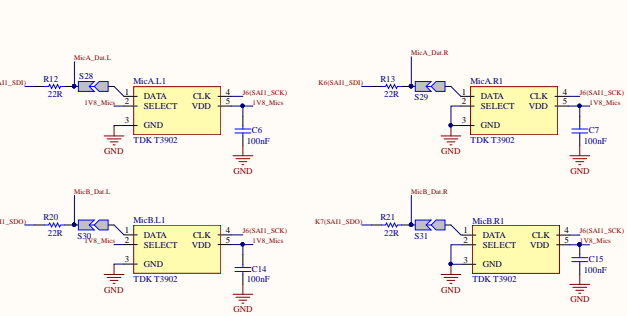 MicA_Dat.L
R12
S28
MicA.L1
AI1_SDI)
22R
1V8_Mics
1
2
3
DATA
SELECT
GND
CLK
VDD
4
5
J6(SAI1_SCK)
1V8_Mics
TDK T3902
GND
C6
100nF
GND
MicA_Dat.R
K6(SAI1_SDI)
R13
22R
S29
MicA.R1
1
2
3
DATA
SELECT
GND
CLK
VDD
4
5
J6(SAI1_SCK)
1V8_Mics
TDK T3902
GND
C7
100nF
GND
MicB_Dat.L
AI1_SDO)
R20
22R
S30
1V8_Mics
MicB.L1
1
2
3
DATA
SELECT
GND
CLK
VDD
4
5
J6(SAI1_SCK)
1V8_Mics
TDK T3902
GND
C14
100nF
GND
MicB_Dat.R
K7(SAI1_SDO)
R21
22R
S31
MicB.R1
1
2
3
DATA
SELECT
GND
CLK
VDD
4
5
J6(SAI1_SCK)
1V8_Mics
TDK T3902
GND
C15
100nF
GND